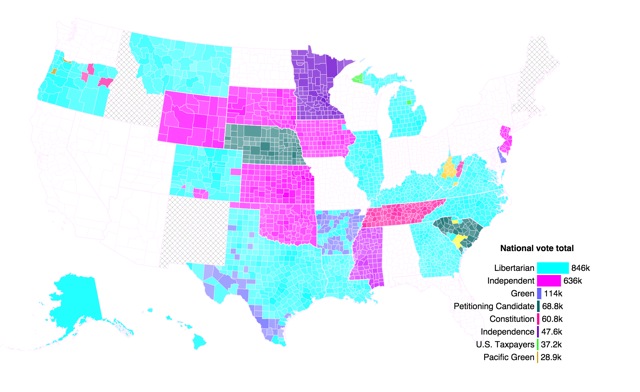 National vote total
Libertarian 846k
Independent 636k
Green 114k
Petitioning Candidate 68.8k
Constitution 60.8k
Independence 47.6k
U.S. Taxpayers 37.2k
Pacific Green 28.9k